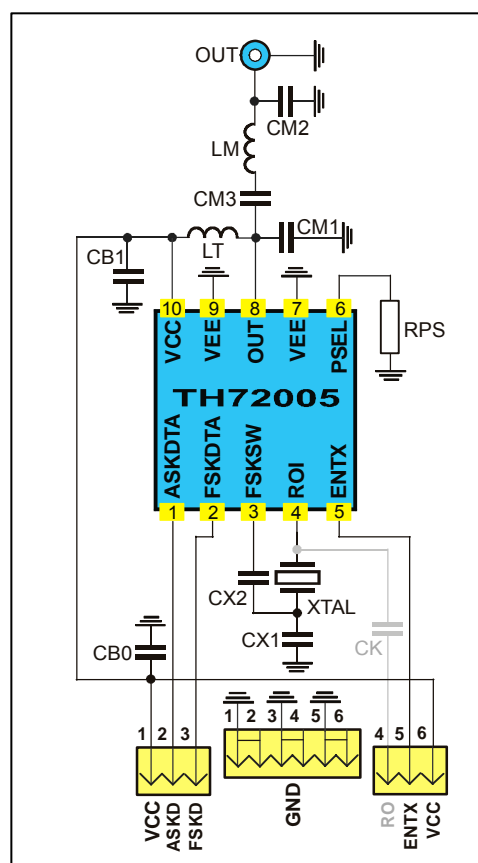 OUT
CM2
LM
CM3
CM1
LT
CB1
10 9 8 7 6
VCC VEE OUT VEE PSEL
RPS
TH72005
ASKDTA FSKDTA FSKSW ROI ENTX
1 2 3 4 5
CX2
XTAL
CX1
CK
CB0
1 2 3
1 2 3 4 5 6
4 5 6
VCC ASKD FSKD
GND
RO ENTX VCC